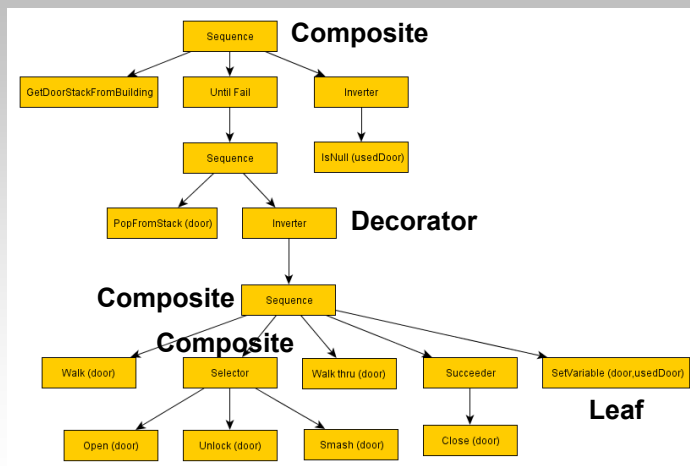 Sequence
Composite
GetDoorStackFromBuilding
Until Fail
Inverter
Sequence
IsNull (usedDoor)
PopFromStack (door)
Inverter
Decorator
Composite
Sequence
Composite
Walk (door)
Selector
Walk thru (door)
Succeeder
SetVariable (door,usedDoor)
Leaf
Open (door)
Unlock (door)
Smash (door)
Close (door)